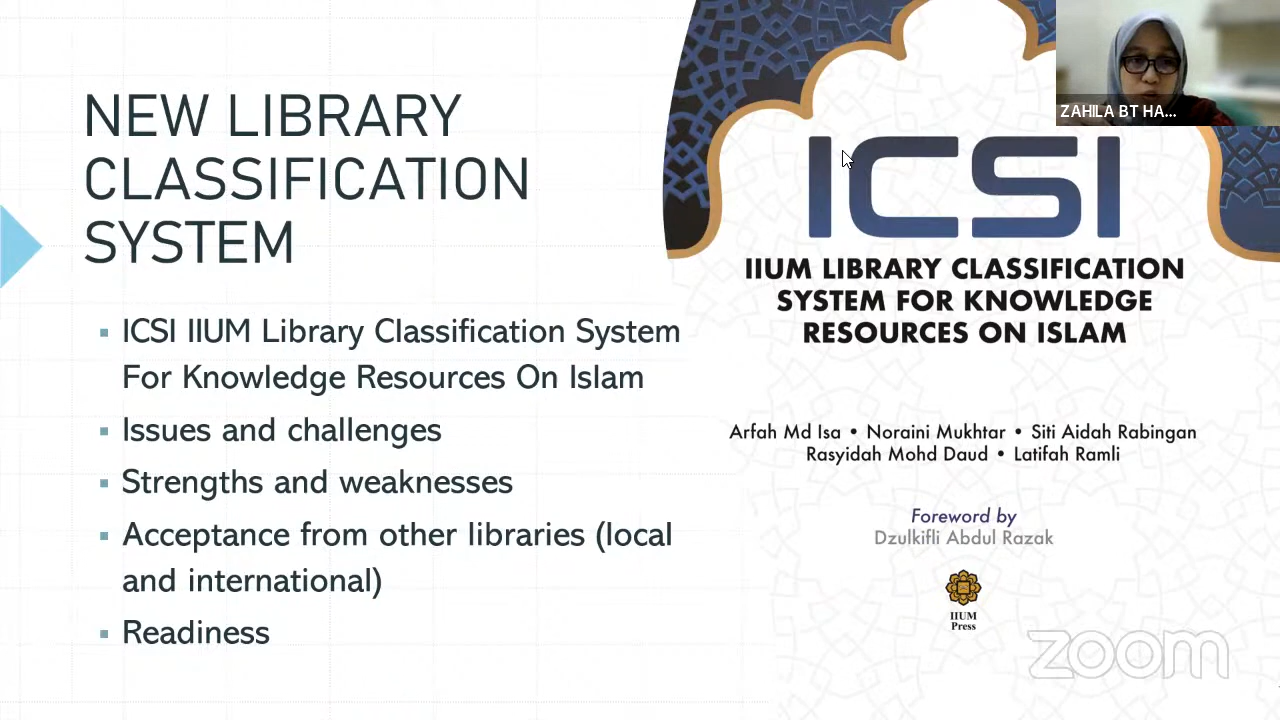 NEW LIBRARY
CLASSIFICATION
SYSTEM
ICSI IIUM Library Classification System
For Knowledge Resources On Islam
Issues and challenges
Strengths and weaknesses
Acceptance from other libraries (local
and international)
Readiness
ZAHILA BT HA...
ICSI
IIUM LIBRARY CLASSIFICATION
SYSTEM FOR KNOWLEDGE
RESOURCES ON ISLAM
Arfah Md Isa • Noraini Mukhtar • Siti Aidah Rabingan
Rasyidah Mohd Daud • Latifah Ramli
Foreword by
Dzulkifli Abdul Razak
IIUM
Press
zoom